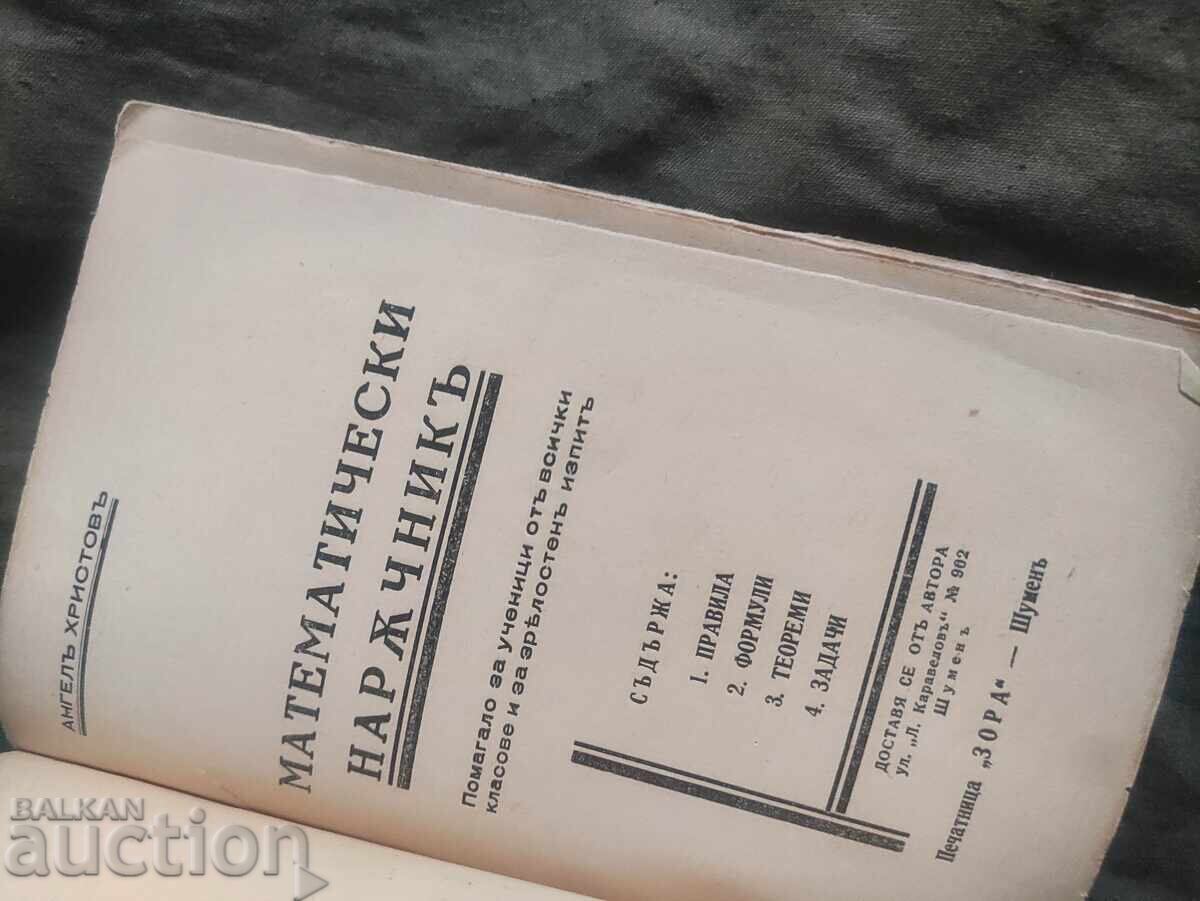 АНГЕЛЪ ХРИСТОВЪ
МАТЕМАТИЧЕСКИ
НАРѪЧНИКЪ
Помагало за ученици отъ всички
класове и за зрѣлостенъ изпитъ
СЪДЪРЖА:
1. ПРАВИЛА
2. ФОРМУЛИ
3. ТЕОРЕМИ
4. ЗАДАЧИ
ДОСТАВЯ СЕ ОТЪ АВТОРА
ул. „Л. Каравеловъ“ № 902
Шуменъ
Печатница „ЗОРА“ — Шуменъ
BALKAN
auction